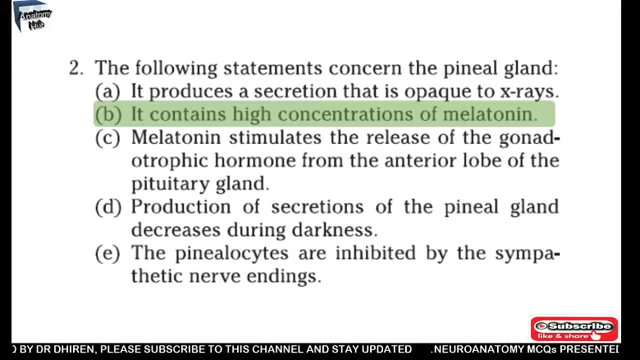 Anatomy
Hub
2. The following statements concern the pineal gland:
(a) It produces a secretion that is opaque to x-rays.
(b) It contains high concentrations of melatonin.
(c) Melatonin stimulates the release of the gonad-
otrophic hormone from the anterior lobe of the
pituitary gland.
(d) Production of secretions of the pineal gland
decreases during darkness.
(e) The pinealocytes are inhibited by the sympa-
thetic nerve endings.
Subscribe
like & share
D BY DR DHIREN, PLEASE SUBSCRIBE TO THIS CHANNEL AND STAY UPDATED ....NEUROANATOMY MCQs PRESENTED